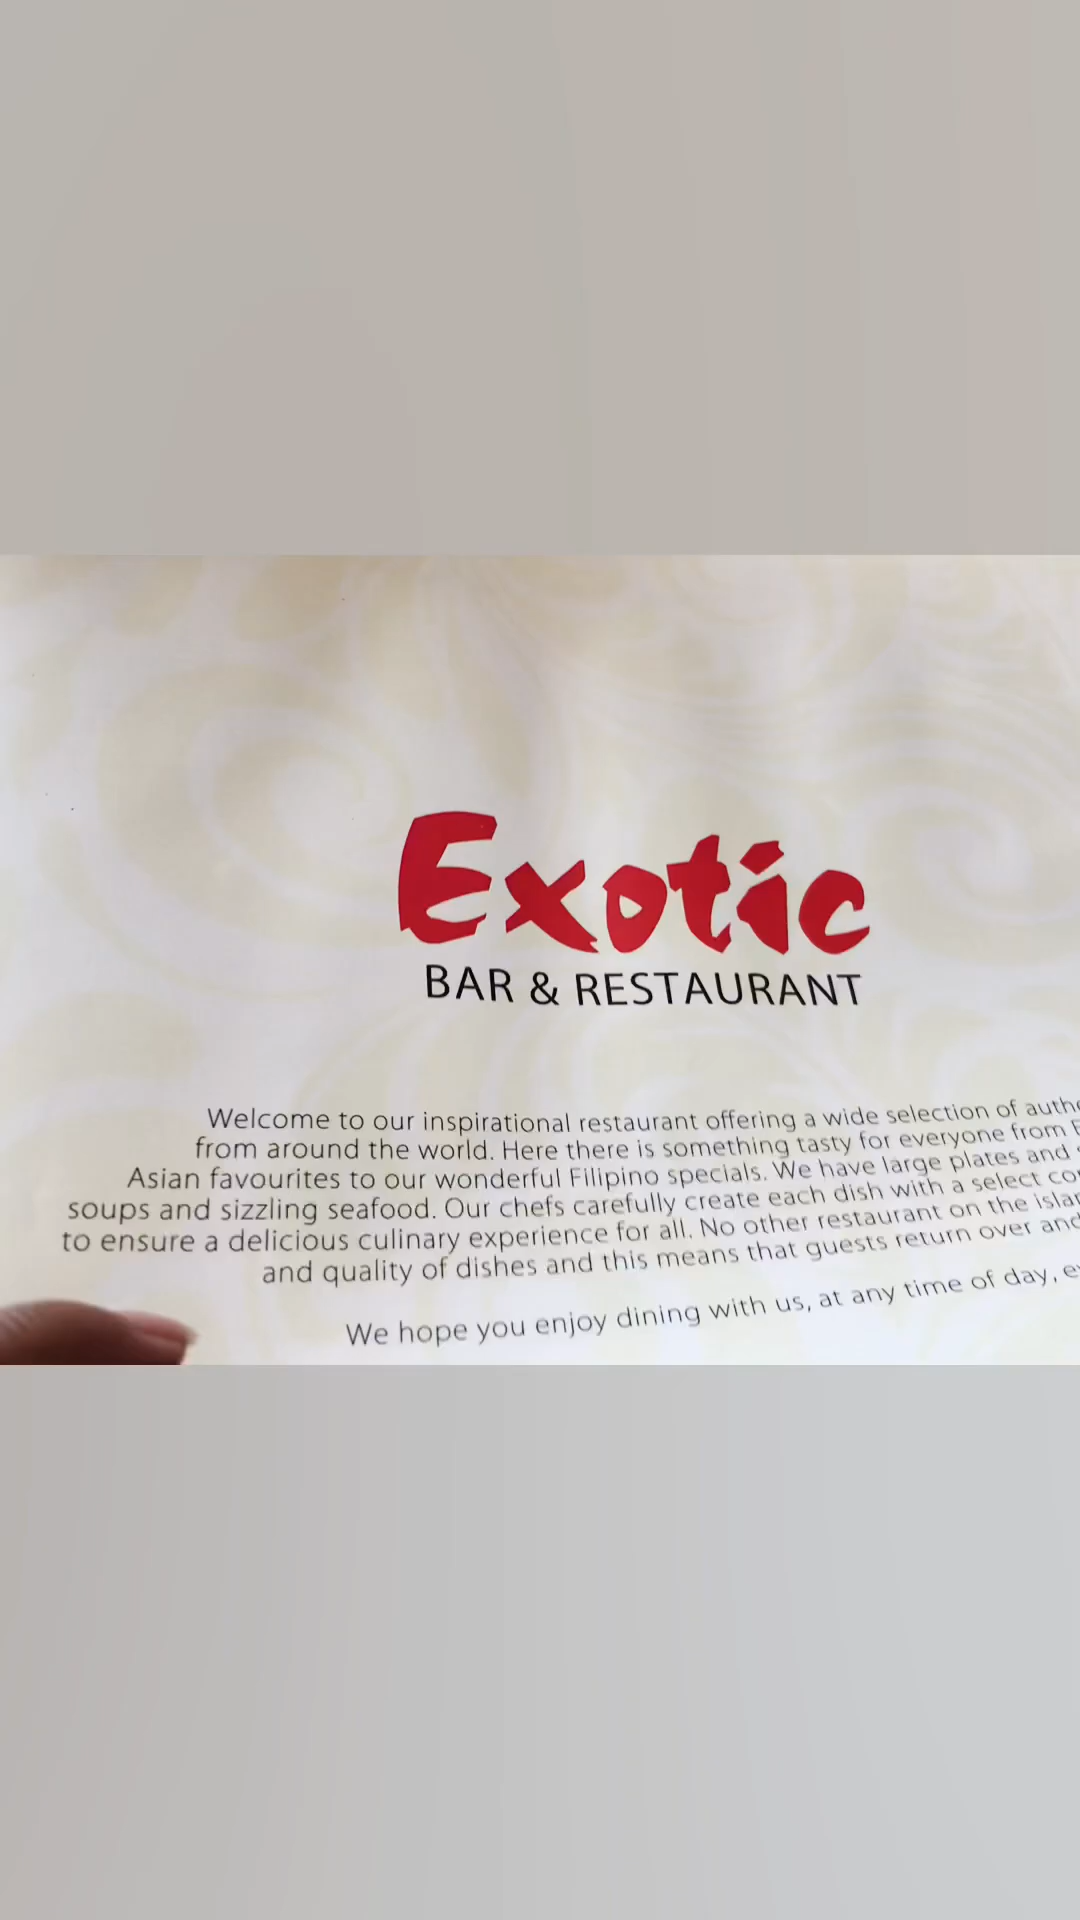 Exotic
BAR & RESTAURANT
Welcome to our inspirational restaurant offering a wide selection of
from around the world. Here there is something tasty for everyone from
Asian favourites to our wonderful Filipino specials. We have large plates and
soups and sizzling seafood. Our chefs carefully create each dish with a select
to ensure a delicious culinary experience for all. No other restaurant on the
and quality of dishes and this means that guests return over and
We hope you enjoy dining with us, at any time of day,